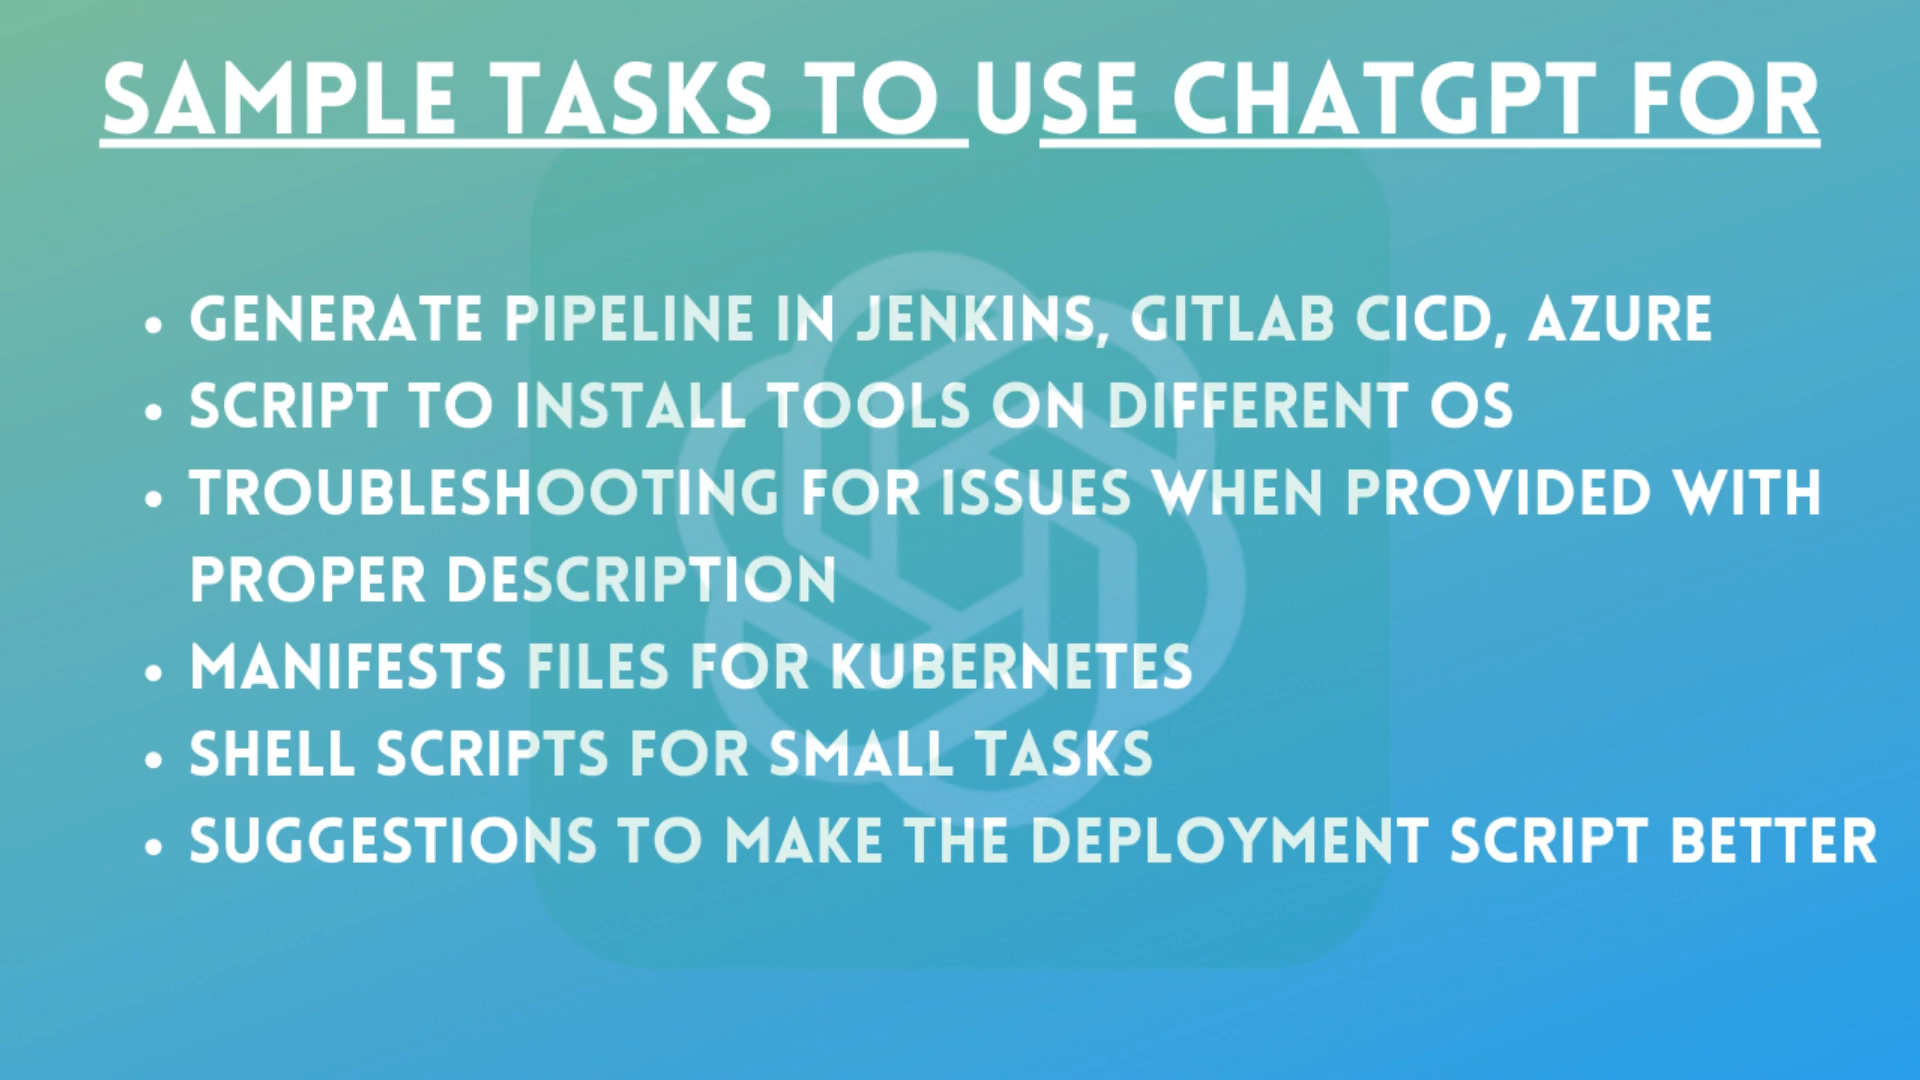 SAMPLE TASKS TO USE CHATGPT FOR
• GENERATE PIPELINE IN JENKINS, GITLAB CICD, AZURE
• SCRIPT TO INSTALL TOOLS ON DIFFERENT OS
• TROUBLESHOOTING FOR ISSUES WHEN PROVIDED WITH
PROPER DESCRIPTION
• MANIFESTS FILES FOR KUBERNETES
• SHELL SCRIPTS FOR SMALL TASKS
• SUGGESTIONS TO MAKE THE DEPLOYMENT SCRIPT BETTER